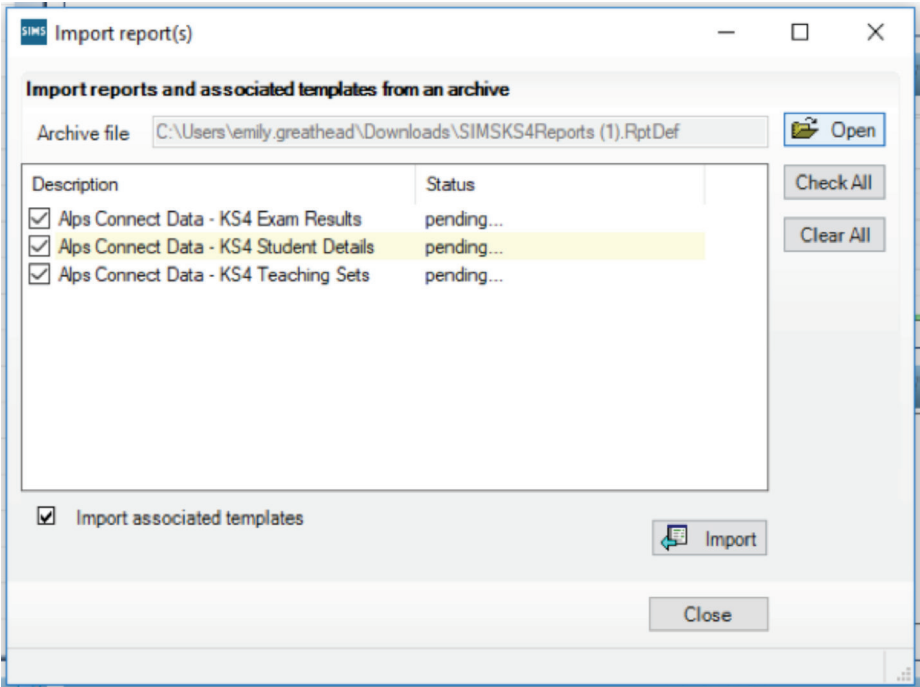 SIMS Import report(s)
Import reports and associated templates from an archive
Archive file C:\Users\emily.greathead\Downloads\SIMSKS4Reports (1).RptDef Open
Description Status Check All
Alps Connect Data - KS4 Exam Results pending...
Alps Connect Data - KS4 Student Details pending... Clear All
Alps Connect Data - KS4 Teaching Sets pending...
Import associated templates
Import
Close